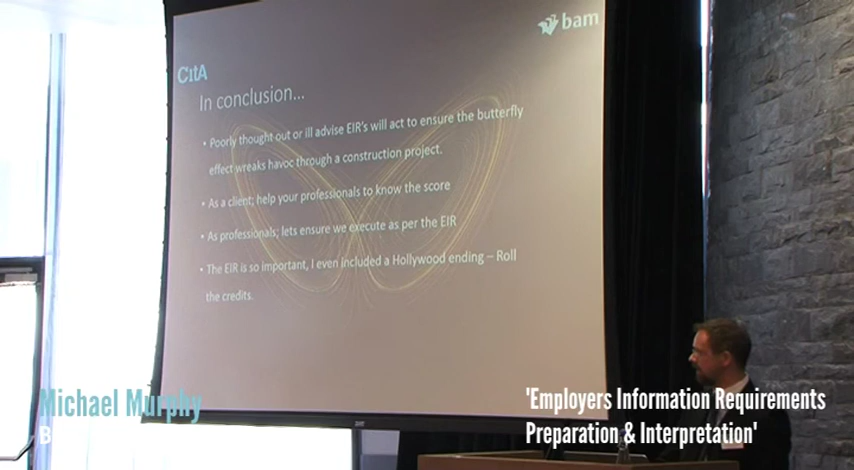 bam
CItA
In conclusion...
• Poorly thought out or ill advise EIR's will act to ensure the butterfly
effect wreaks havoc through a construction project.
• As a client; help your professionals to know the score
• As professionals; lets ensure we execute as per the EIR
• The EIR is so important, I even included a Hollywood ending – Roll
the credits.
Michael Murphy
'Employers Information Requirements
Preparation & Interpretation'